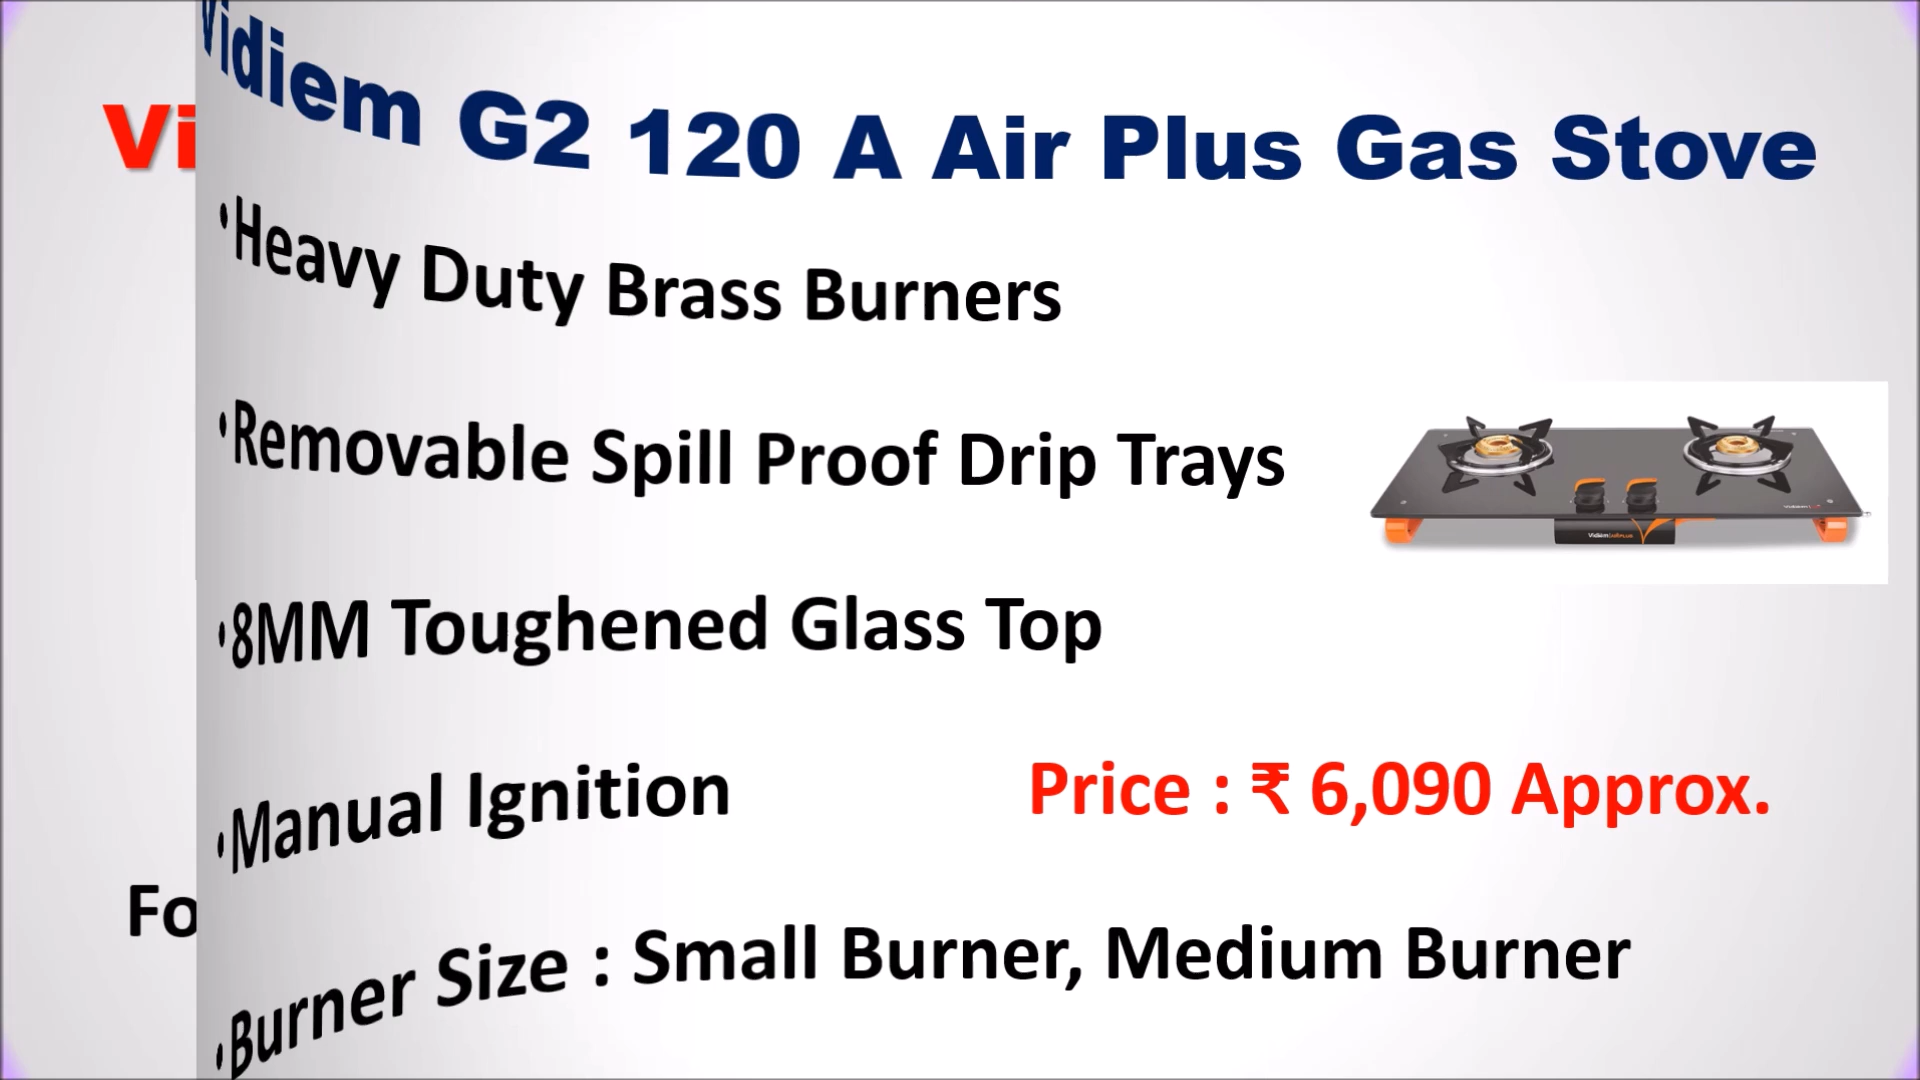 Vi
Vidiem G2 120 A Air Plus Gas Stove
•Heavy Duty Brass Burners
•Removable Spill Proof Drip Trays
•8MM Toughened Glass Top
•Manual Ignition
Price : ₹ 6,090 Approx.
Fo
•Burner Size : Small Burner, Medium Burner